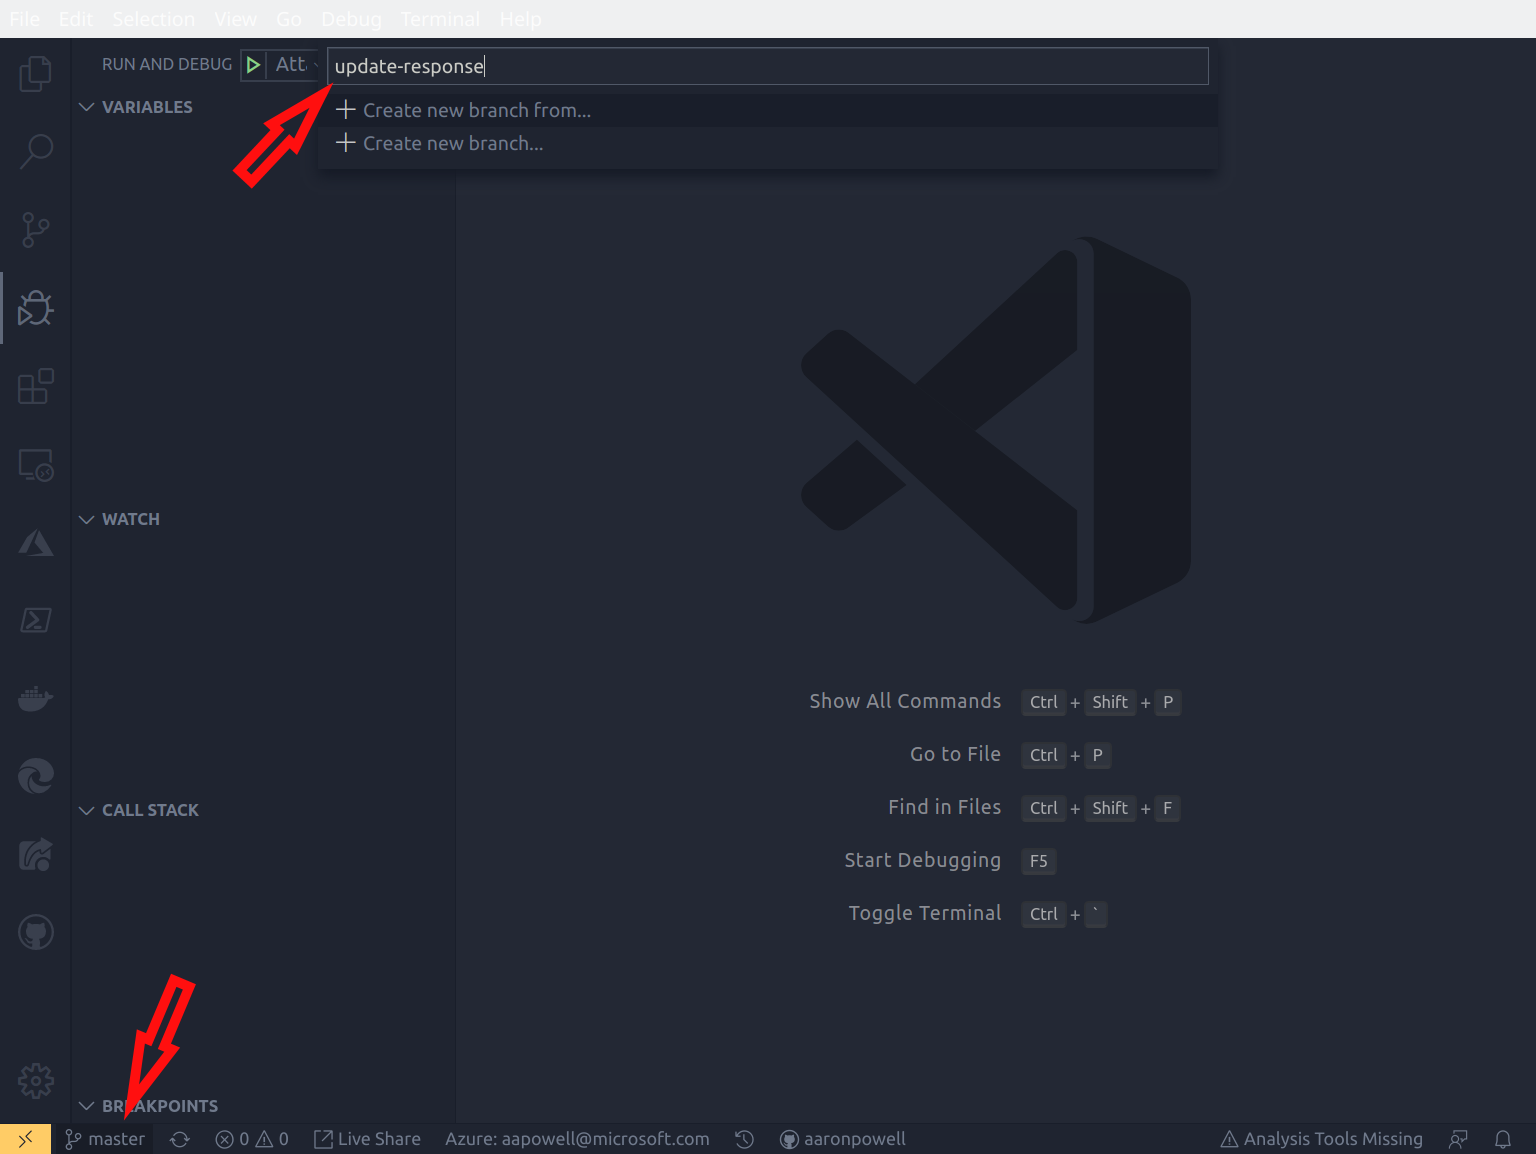 File Edit Selection View Go Debug Terminal Help
RUN AND DEBUG Att
update-response
Create new branch from...
Create new branch...
VARIABLES
WATCH
CALL STACK
BREAKPOINTS
Show All Commands Ctrl + Shift + P
Go to File Ctrl + P
Find in Files Ctrl + Shift + F
Start Debugging F5
Toggle Terminal Ctrl + `
master 0 0 Live Share Azure: aapowell@microsoft.com aaronpowell Analysis Tools Missing